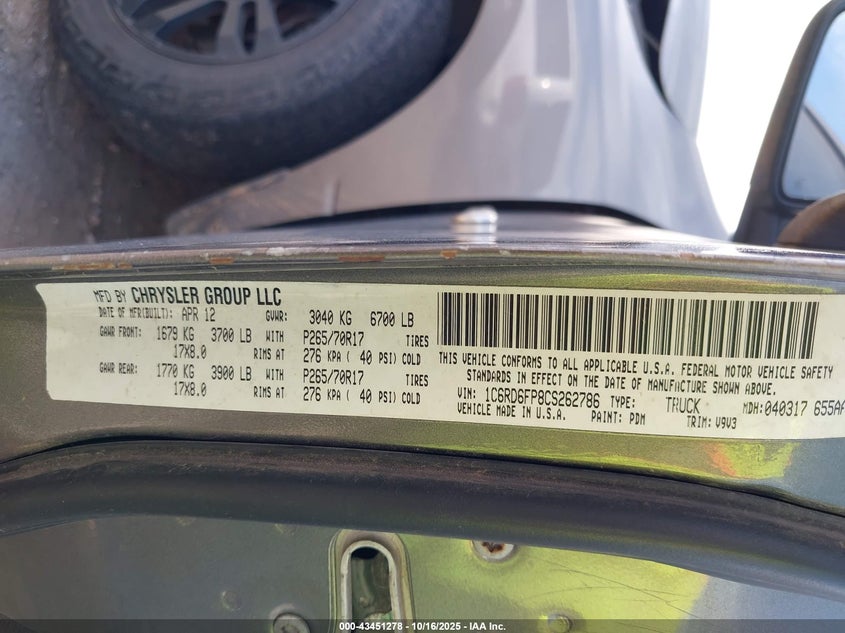 MFD BY CHRYSLER GROUP LLC
DATE OF MFR(BUILT): APR 12 GVWR: 3040 KG 6700 LB
GAWR FRONT: 1679 KG 3700 LB WITH P265/70R17 TIRES
17X8.0 RIMS AT 276 KPA ( 40 PSI) COLD
GAWR REAR: 1770 KG 3900 LB WITH P265/70R17 TIRES
17X8.0 RIMS AT 276 KPA ( 40 PSI) COLD
THIS VEHICLE CONFORMS TO ALL APPLICABLE U.S.A. FEDERAL MOTOR VEHICLE SAFETY
STANDARDS IN EFFECT ON THE DATE OF MANUFACTURE SHOWN ABOVE.
VIN: 1C6RD6FP8CS262786 TYPE: TRUCK MDH: 040317 655AA
VEHICLE MADE IN U.S.A. PAINT: PDM TRIM: V9V3
000-43451278 - 10/16/2025 - IAA Inc.